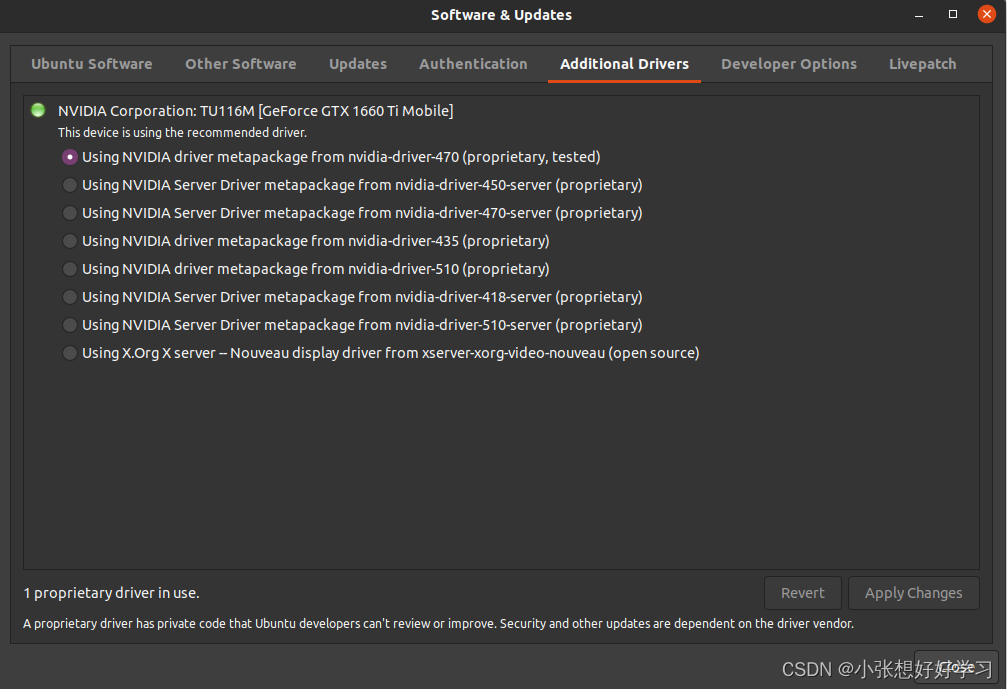 Software & Updates
Ubuntu Software Other Software Updates Authentication Additional Drivers Developer Options Livepatch
NVIDIA Corporation: TU116M [GeForce GTX 1660 Ti Mobile]
This device is using the recommended driver.
Using NVIDIA driver metapackage from nvidia-driver-470 (proprietary, tested)
Using NVIDIA Server Driver metapackage from nvidia-driver-450-server (proprietary)
Using NVIDIA Server Driver metapackage from nvidia-driver-470-server (proprietary)
Using NVIDIA driver metapackage from nvidia-driver-435 (proprietary)
Using NVIDIA driver metapackage from nvidia-driver-510 (proprietary)
Using NVIDIA Server Driver metapackage from nvidia-driver-418-server (proprietary)
Using NVIDIA Server Driver metapackage from nvidia-driver-510-server (proprietary)
Using X.Org X server -- Nouveau display driver from xserver-xorg-video-nouveau (open source)
1 proprietary driver in use.
Revert Apply Changes
A proprietary driver has private code that Ubuntu developers can't review or improve. Security and other updates are dependent on the driver vendor.
Close
CSDN @小张想好好学习